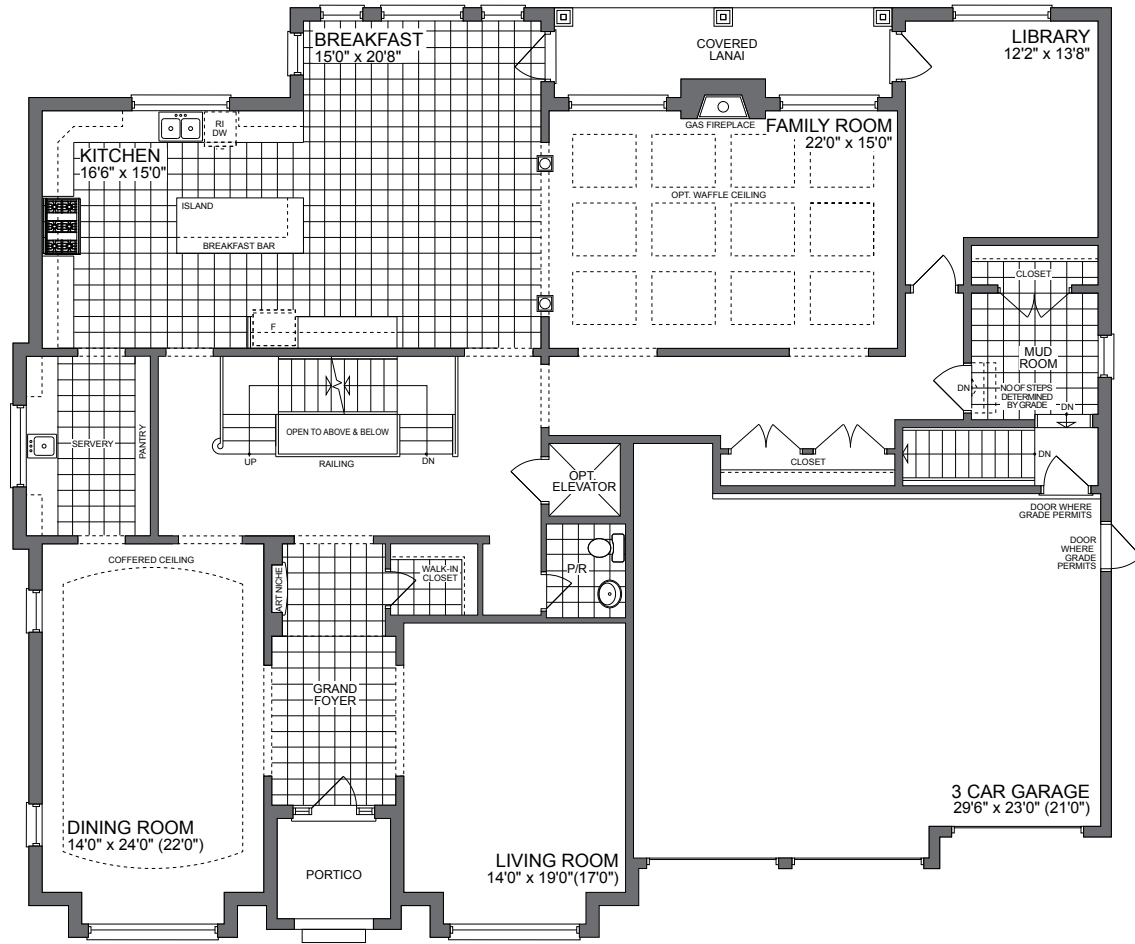 BREAKFAST
15'0" x 20'8"
COVERED
LANAI
LIBRARY
12'2" x 13'8"
RI
DW
GAS FIREPLACE
FAMILY ROOM
22'0" x 15'0"
KITCHEN
16'6" x 15'0"
OPT. WAFFLE CEILING
ISLAND
BREAKFAST BAR
CLOSET
F
MUD
ROOM
DN
NO OF STEPS
DETERMINED
BY GRADE
DN
SERVERY
PANTRY
OPEN TO ABOVE & BELOW
UP
RAILING
DN
CLOSET
DN
OPT.
ELEVATOR
DOOR WHERE
GRADE PERMITS
DOOR
WHERE
GRADE
PERMITS
COFFERED CEILING
ART NICHE
WALK-IN
CLOSET
P/R
GRAND
FOYER
3 CAR GARAGE
29'6" x 23'0" (21'0")
DINING ROOM
14'0" x 24'0" (22'0")
LIVING ROOM
14'0" x 19'0"(17'0")
PORTICO